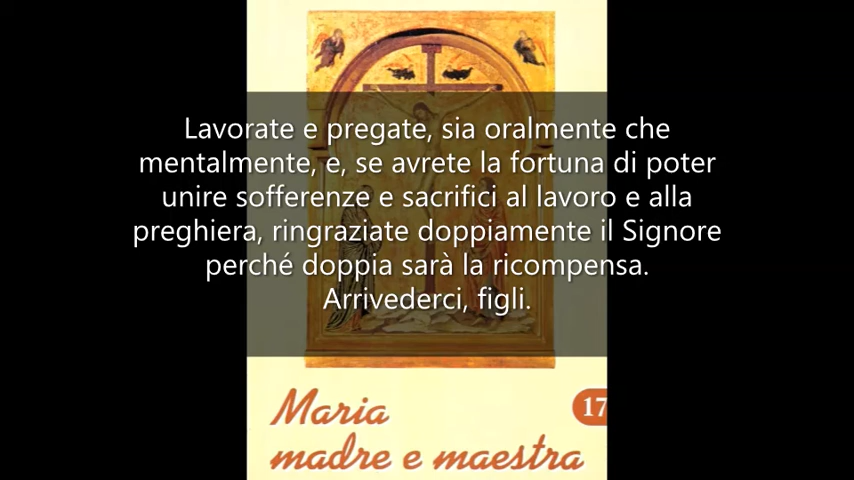 Lavorate e pregate, sia oralmente che
mentalmente, e, se avrete la fortuna di poter
unire sofferenze e sacrifici al lavoro e alla
preghiera, ringraziate doppiamente il Signore
perché doppia sarà la ricompensa.
Arrivederci, figli.
Maria
17
madre e maestra